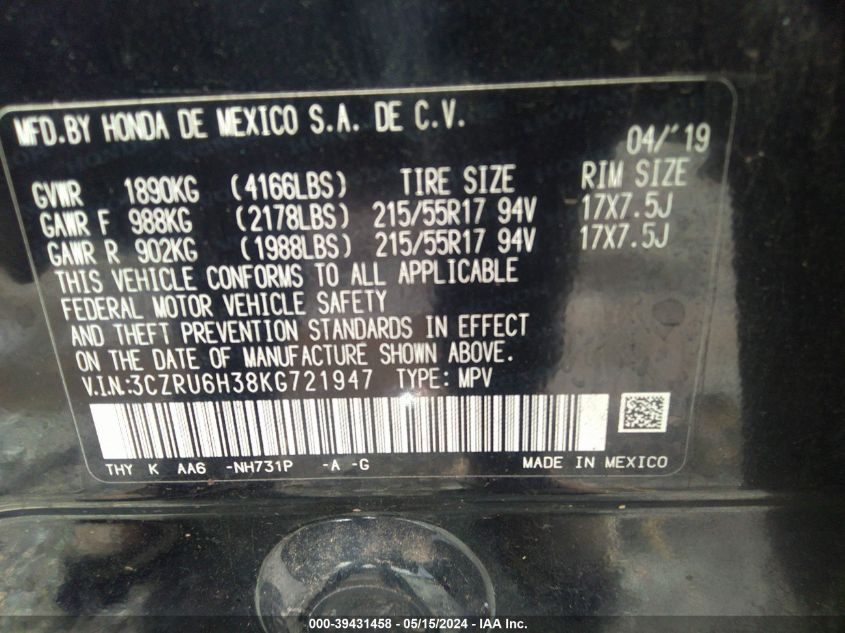 MFD.BY HONDA DE MEXICO S.A. DE C.V.
04/'19
GVWR 1890KG (4166LBS) TIRE SIZE RIM SIZE
GAWR F 988KG (2178LBS) 215/55R17 94V 17X7.5J
GAWR R 902KG (1988LBS) 215/55R17 94V 17X7.5J
THIS VEHICLE CONFORMS TO ALL APPLICABLE
FEDERAL MOTOR VEHICLE SAFETY
AND THEFT PREVENTION STANDARDS IN EFFECT
ON THE DATE OF MANUFACTURE SHOWN ABOVE.
V.I.N.:3CZRU6H38KG721947 TYPE: MPV
THY K AA6 -NH731P -A -G MADE IN MEXICO
000-39431458 - 05/15/2024 - IAA Inc.